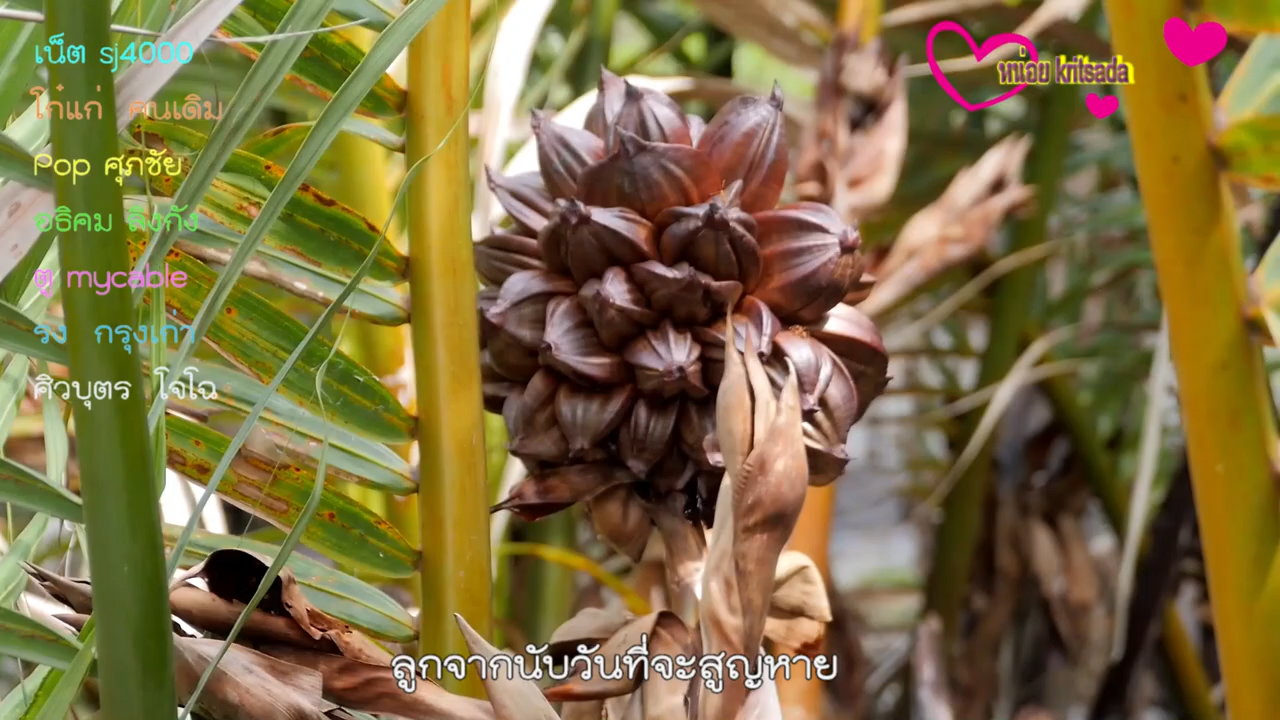 เน็ต sj4000
โก๋แก่ คนเดิม
Pop ศุภชัย
อธิคม ลิงกัง
ตู mycable
รง กรุงเก่า
ศิวบุตร โจโฉ
หน่อย kritsada
ลูกจากนับวันที่จะสูญหาย